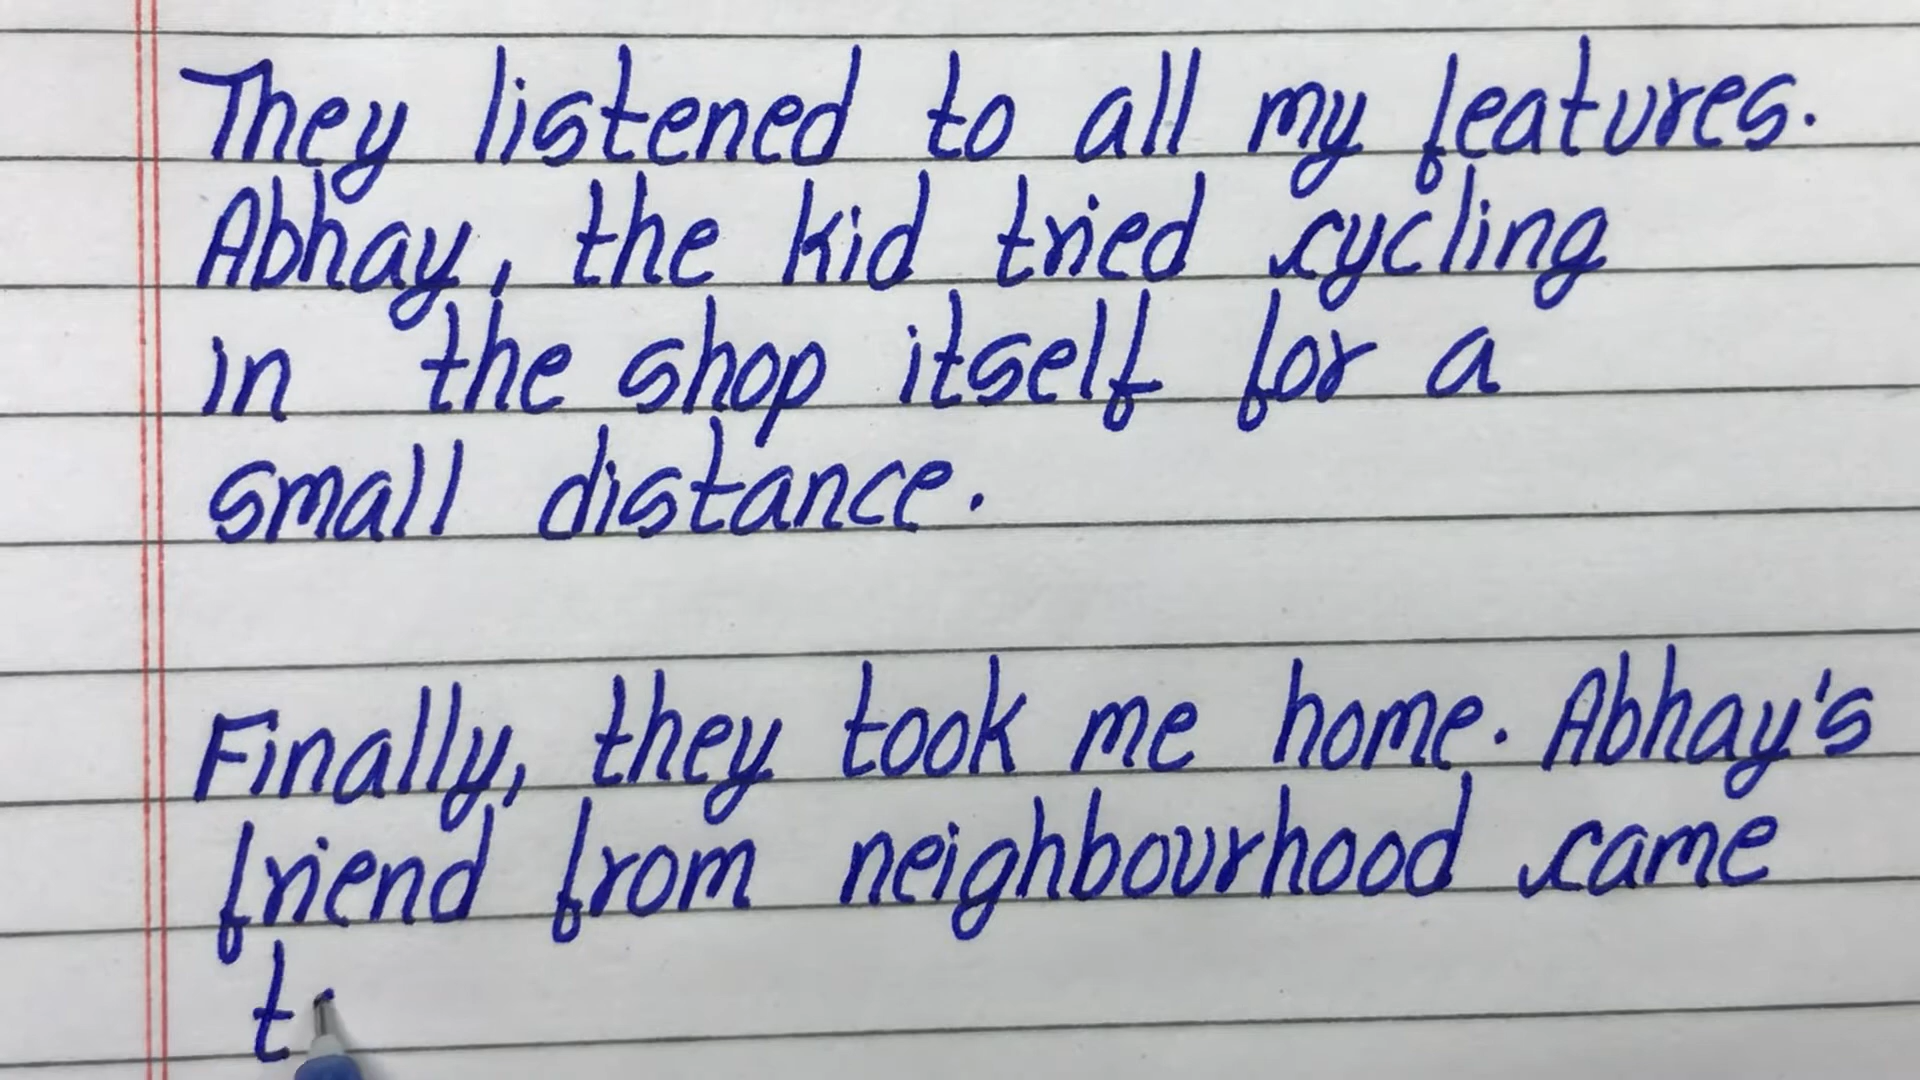 They listened to all my features.
Abhay, the kid tried cycling
in the shop itself for a
small distance.
Finally, they took me home. Abhay's
friend from neighbourhood came
t